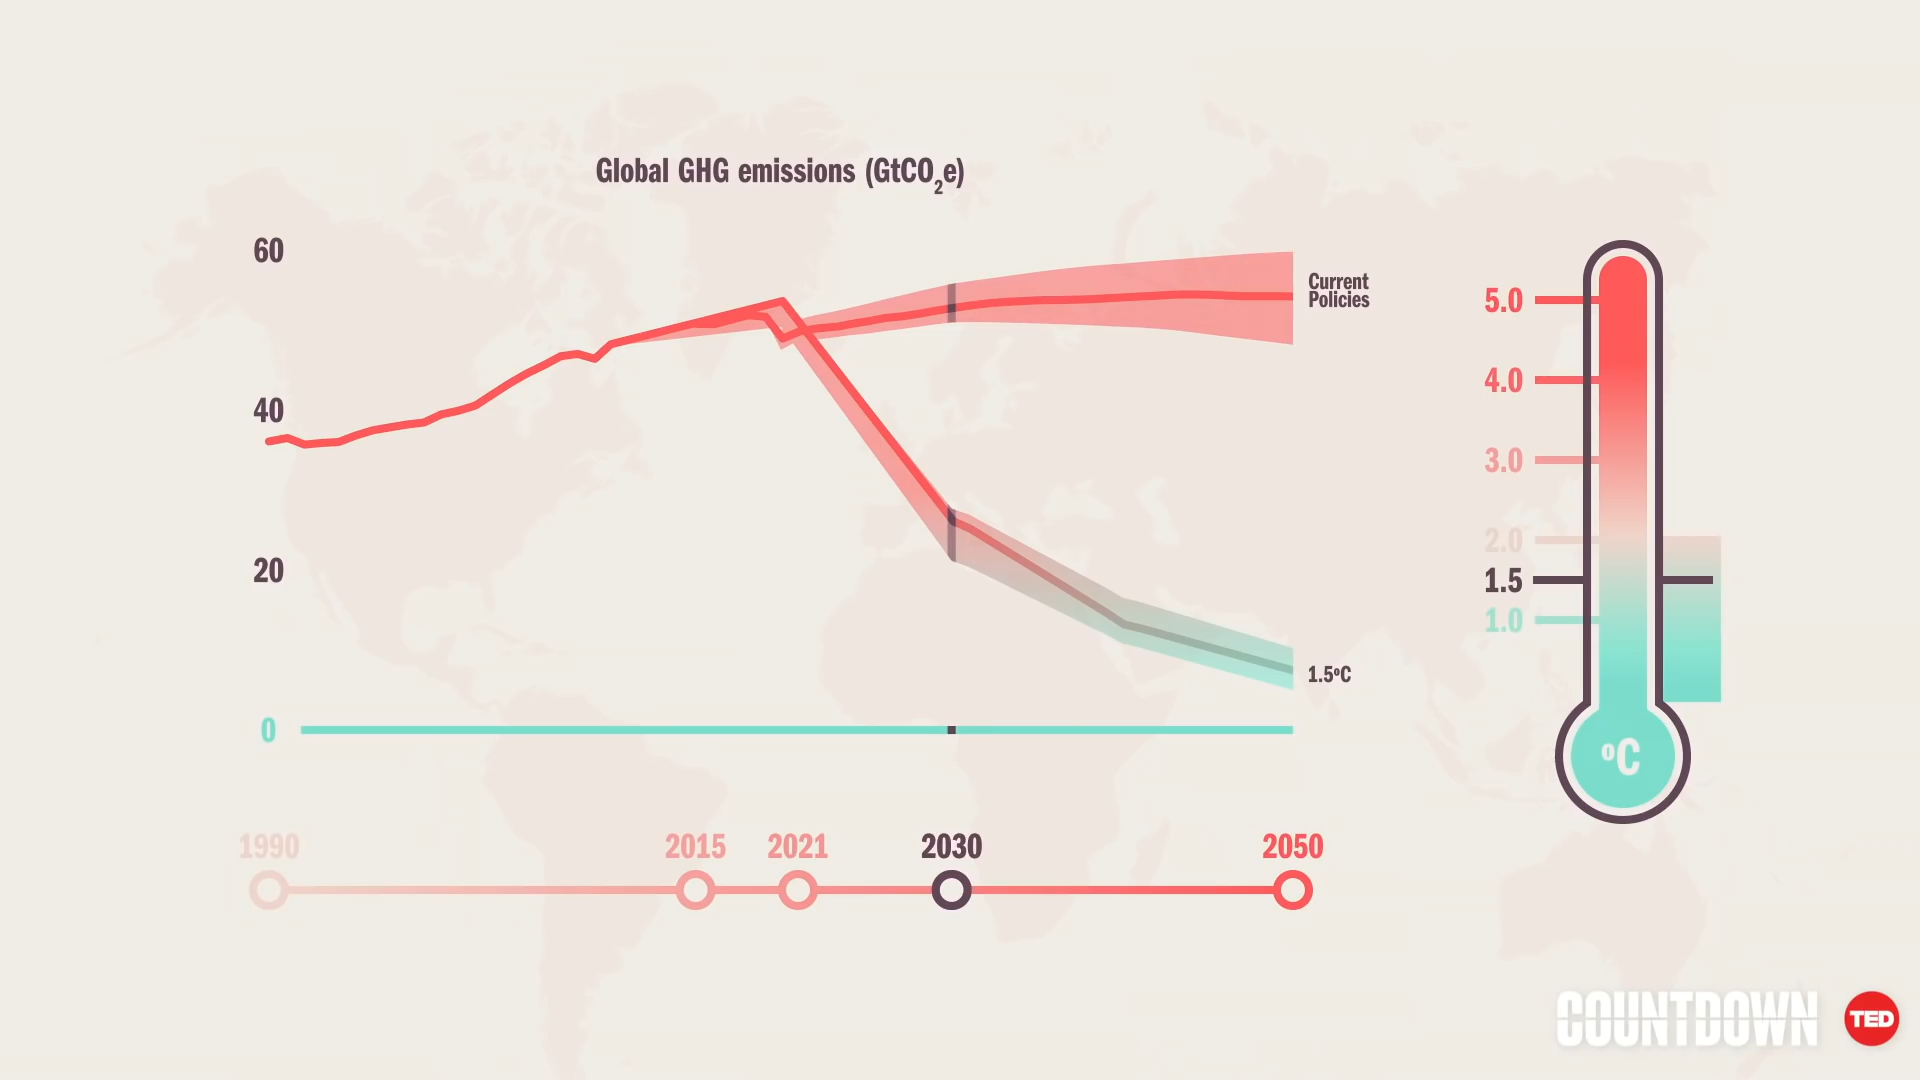 Global GHG emissions (GtCO₂e)
60
40
20
0
Current
Policies
1.5ºC
1990
2015
2021
2030
2050
5.0
4.0
3.0
2.0
1.5
1.0
ºC
COUNTDOWN
TED